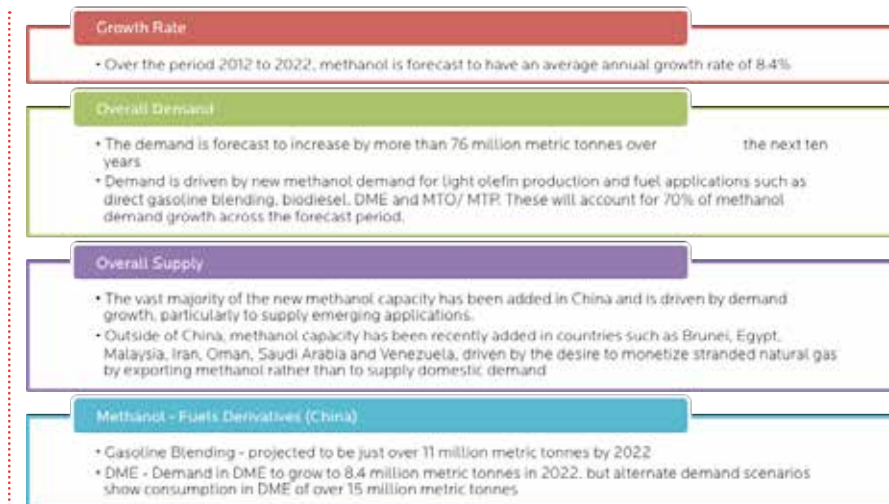 Growth Rate
• Over the period 2012 to 2022, methanol is forecast to have an average annual growth rate of 8.4%
Overall Demand
• The demand is forecast to increase by more than 76 million metric tonnes over the next ten
years
• Demand is driven by new methanol demand for light olefin production and fuel applications such as
direct gasoline blending, biodiesel, DME and MTO/ MTP. These will account for 70% of methanol
demand growth across the forecast period.
Overall Supply
• The vast majority of the new methanol capacity has been added in China and is driven by demand
growth, particularly to supply emerging applications.
• Outside of China, methanol capacity has been recently added in countries such as Brunei, Egypt,
Malaysia, Iran, Oman, Saudi Arabia and Venezuela, driven by the desire to monetize stranded natural gas
by exporting methanol rather than to supply domestic demand
Methanol - Fuels Derivatives (China)
• Gasoline Blending - projected to be just over 11 million metric tonnes by 2022
• DME - Demand in DME to grow to 8.4 million metric tonnes in 2022, but alternate demand scenarios
show consumption in DME of over 15 million metric tonnes